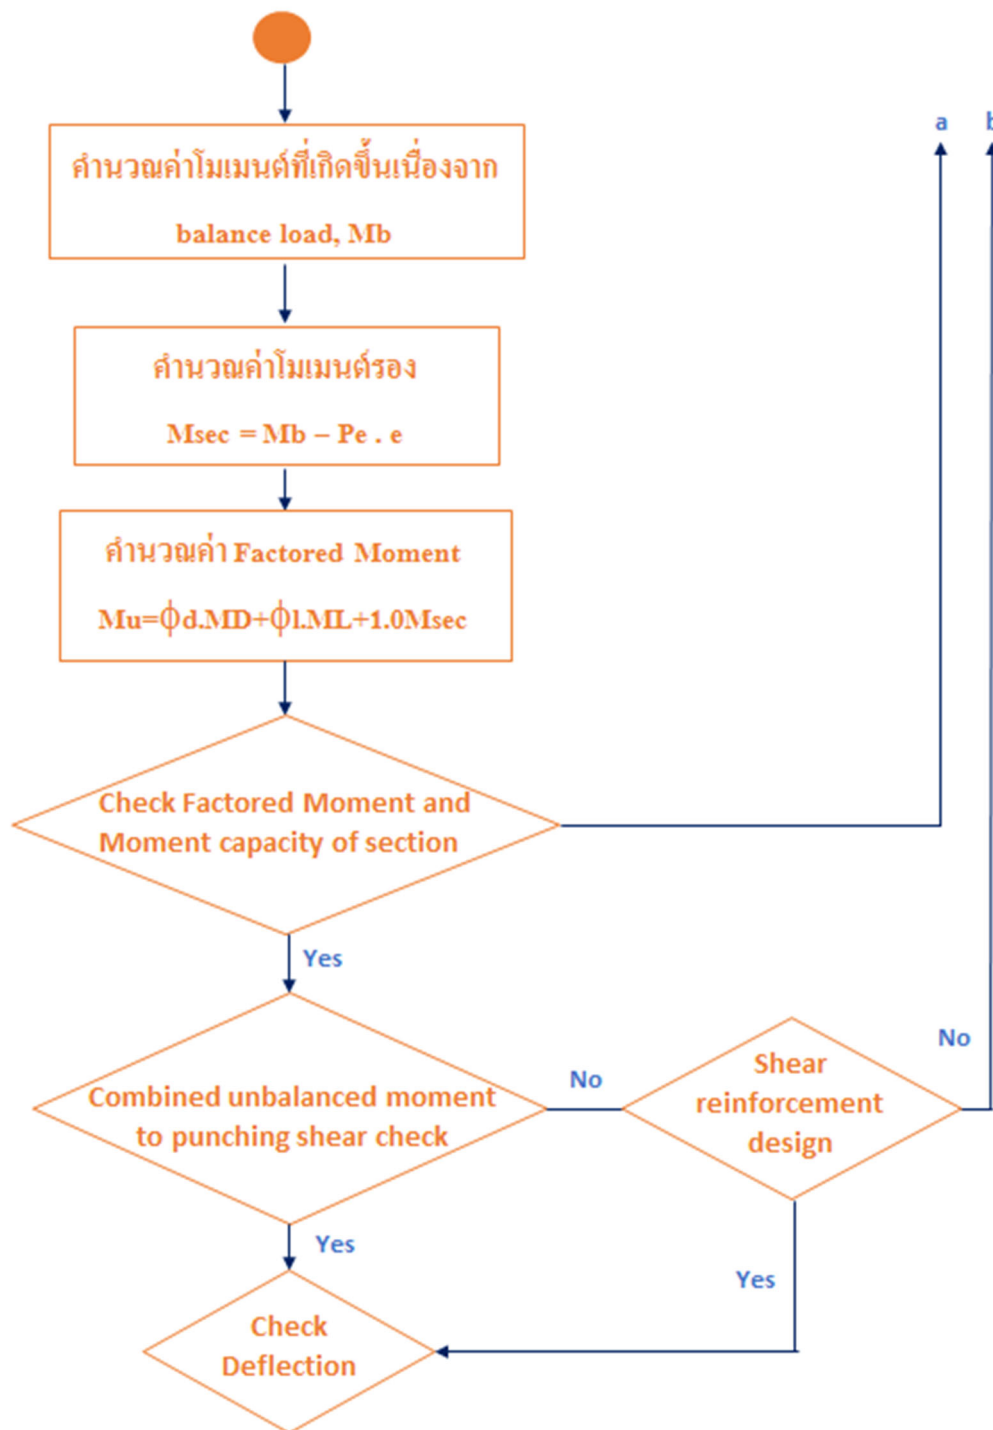 a b
คำนวณค่าโมเมนต์ที่เกิดขึ้นเนื่องจาก
balance load, Mb
คำนวณค่าโมเมนต์รอง
Msec = Mb – Pe . e
คำนวณค่า Factored Moment
Mu=ϕd.MD+ϕl.ML+1.0Msec
Check Factored Moment and
Moment capacity of section
Yes
Combined unbalanced moment
to punching shear check
No
Shear
reinforcement
design
No
Yes
Yes
Check
Deflection